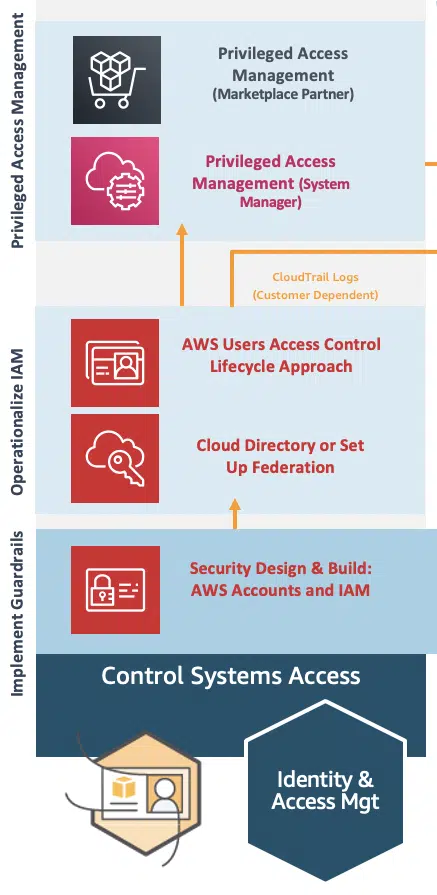 Privileged Access Management
Privileged Access
Management
(Marketplace Partner)
Privileged Access
Management (System
Manager)
CloudTrail Logs
(Customer Dependent)
Operationalize IAM
AWS Users Access Control
Lifecycle Approach
Cloud Directory or Set
Up Federation
Implement Guardrails
Security Design & Build:
AWS Accounts and IAM
Control Systems Access
Identity &
Access Mgt